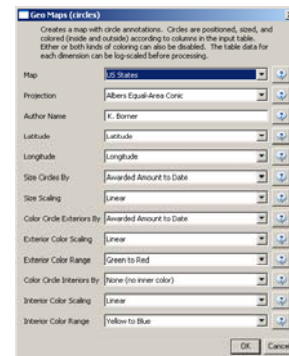 Geo Maps (circles)
Creates a map with circle annotations. Circles are positioned, sized, and
colored (inside and outside) according to columns in the input table.
Either or both kinds of coloring can also be disabled. The table data for
each dimension can be log-scaled before processing.
Map US States
Projection Albers Equal-Area Conic
Author Name K. Borner
Latitude Latitude
Longitude Longitude
Size Circles By Awarded Amount to Date
Size Scaling Linear
Color Circle Exteriors By Awarded Amount to Date
Exterior Color Scaling Linear
Exterior Color Range Green to Red
Color Circle Interiors By None (no inner color)
Interior Color Scaling Linear
Interior Color Range Yellow to Blue
OK Cancel